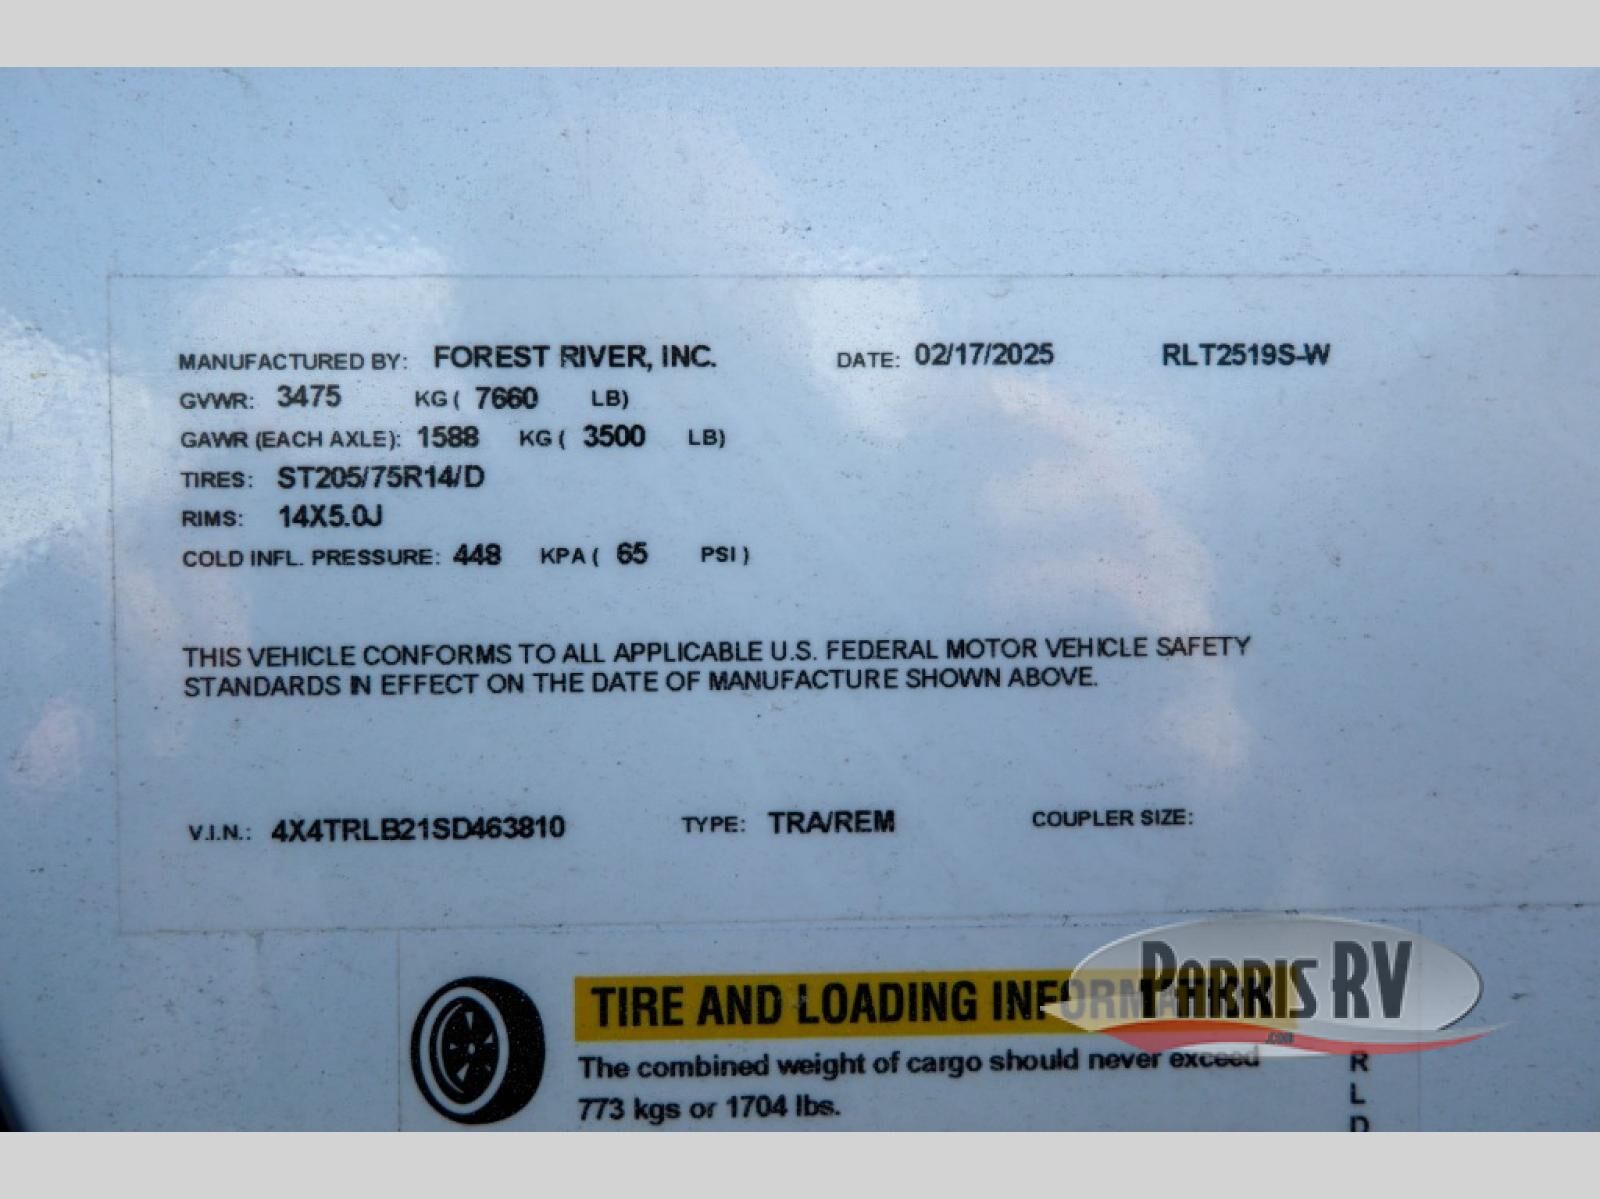 MANUFACTURED BY: FOREST RIVER, INC. DATE: 02/17/2025 RLT2519S-W
GVWR: 3475 KG ( 7660 LB)
GAWR (EACH AXLE): 1588 KG ( 3500 LB)
TIRES: ST205/75R14/D
RIMS: 14X5.0J
COLD INFL. PRESSURE: 448 KPA ( 65 PSI )
THIS VEHICLE CONFORMS TO ALL APPLICABLE U.S. FEDERAL MOTOR VEHICLE SAFETY
STANDARDS IN EFFECT ON THE DATE OF MANUFACTURE SHOWN ABOVE.
V.I.N.: 4X4TRLB21SD463810 TYPE: TRA/REM COUPLER SIZE:
TIRE AND LOADING INFORMATION
PARRIS RV
.COM
The combined weight of cargo should never exceed
773 kgs or 1704 lbs.
R
L
D